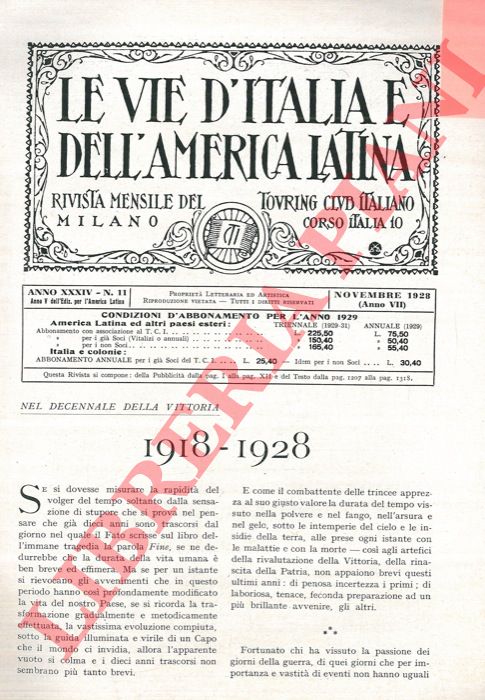 LE VIE D'ITALIA E
DELL'AMERICA LATINA
RIVISTA MENSILE DEL TOURING CLUB ITALIANO
MILANO CORSO ITALIA 10
ANNO XXXIV - N. 11
Anno V dell'Ediz. per l'America Latina
PROPRIETÀ LETTERARIA ED ARTISTICA
RIPRODUZIONE VIETATA — TUTTI I DIRITTI RISERVATI
NOVEMBRE 1928
(Anno VII)
CONDIZIONI D'ABBONAMENTO PER L'ANNO 1929
America Latina ed altri paesi esteri: TRIENNALE (1929-31) ANNUALE (1929)
Abbonamento con associazione al T. C. I. L. 225,50 L. 75,50
» per i già Soci (Vitalizi o annuali) » 150,40 » 50,40
» per i non Soci » 165,40 » 55,40
Italia e colonie:
ABBONAMENTO ANNUALE per i già Soci del T. C. I. L. 25,40 — Idem per i non Soci L. 30,40
Questa Rivista si compone: della Pubblicità dalla pag. I alla pag. XII e del Testo dalla pag. 1207 alla pag. 1318.
NEL DECENNALE DELLA VITTORIA
1918 - 1928
SE si dovesse misurare la rapidità del
volger del tempo soltanto dalla sensa-
zione di stupore che si prova nel pen-
sare che già dieci anni sono trascorsi dal
giorno nel quale il Fato scrisse sul libro del-
l'immane tragedia la parola Fine, se ne de-
durrebbe che la durata della vita umana è
ben breve ed effimera. Ma se per un istante
si rievocano gli avvenimenti che in questo
periodo hanno così profondamente modificato
la vita del nostro Paese, se si ricorda la tra-
sformazione gradualmente e metodicamente
effettuata, la vastissima evoluzione compiuta,
sotto la guida illuminata e virile di un Capo
che il mondo ci invidia, allora l'apparente
vuoto si colma e i dieci anni trascorsi non
sembrano più tanto brevi.
E come il combattente delle trincee apprez-
za al suo giusto valore la durata del tempo vis-
suto nella polvere e nel fango, nell'arsura e
nel gelo, sotto le intemperie del cielo e le insi-
die della terra, alle prese ogni istante con
le malattie e con la morte — così agli artefici
della rivalutazione della Vittoria, della rina-
scita della Patria, non appaiono brevi questi
ultimi anni: di penosa incertezza i primi; di
laboriosa, tenace, feconda preparazione ad un
più brillante avvenire, gli altri.
Fortunato chi ha vissuto la passione dei
giorni della guerra, di quei giorni che per im-
portanza e vastità di eventi non hanno uguali
LIBRERIA PIANI